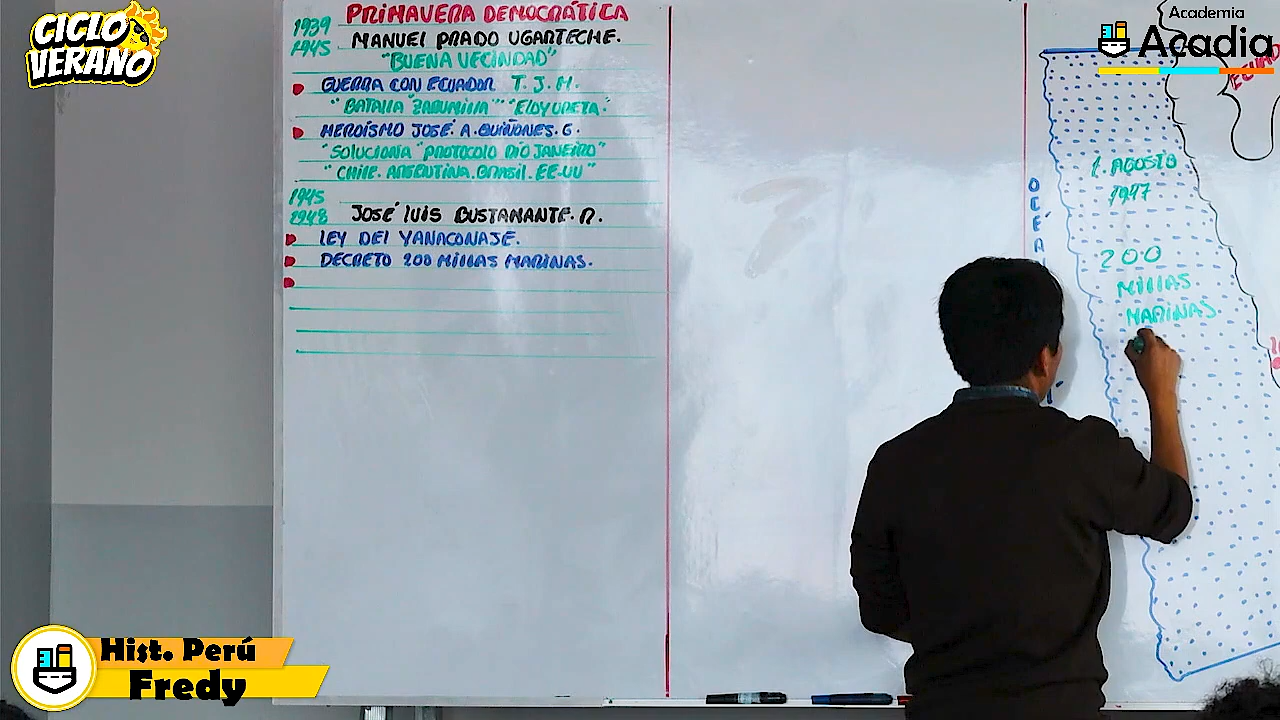 CICLO
VERANO
PRIMAVERA DEMOCRÁTICA
1939
1945
MANUEL PRADO UGARTECHE.
"BUENA VECINDAD"
GUERRA CON ECUADOR T. J. M.
"BATALLA "ZARUMILLA"" "ELOY URETA."
HEROÍSMO JOSÉ A. QUIÑONES. G.
"SOLUCIONA "PROTOCOLO RÍO JANEIRO"
"CHILE. ARGENTINA. BRASIL. EE-UU"
1945
1948
JOSÉ LUIS BUSTAMANTE. R.
LEY DEL YANACONAJE.
DECRETO 200 MILLAS MARINAS.
Academia
Acadia
ECUAD
1. AGOSTO
1947
OCÉA
200
MILLAS
MARINAS.
Hist. Perú
Fredy